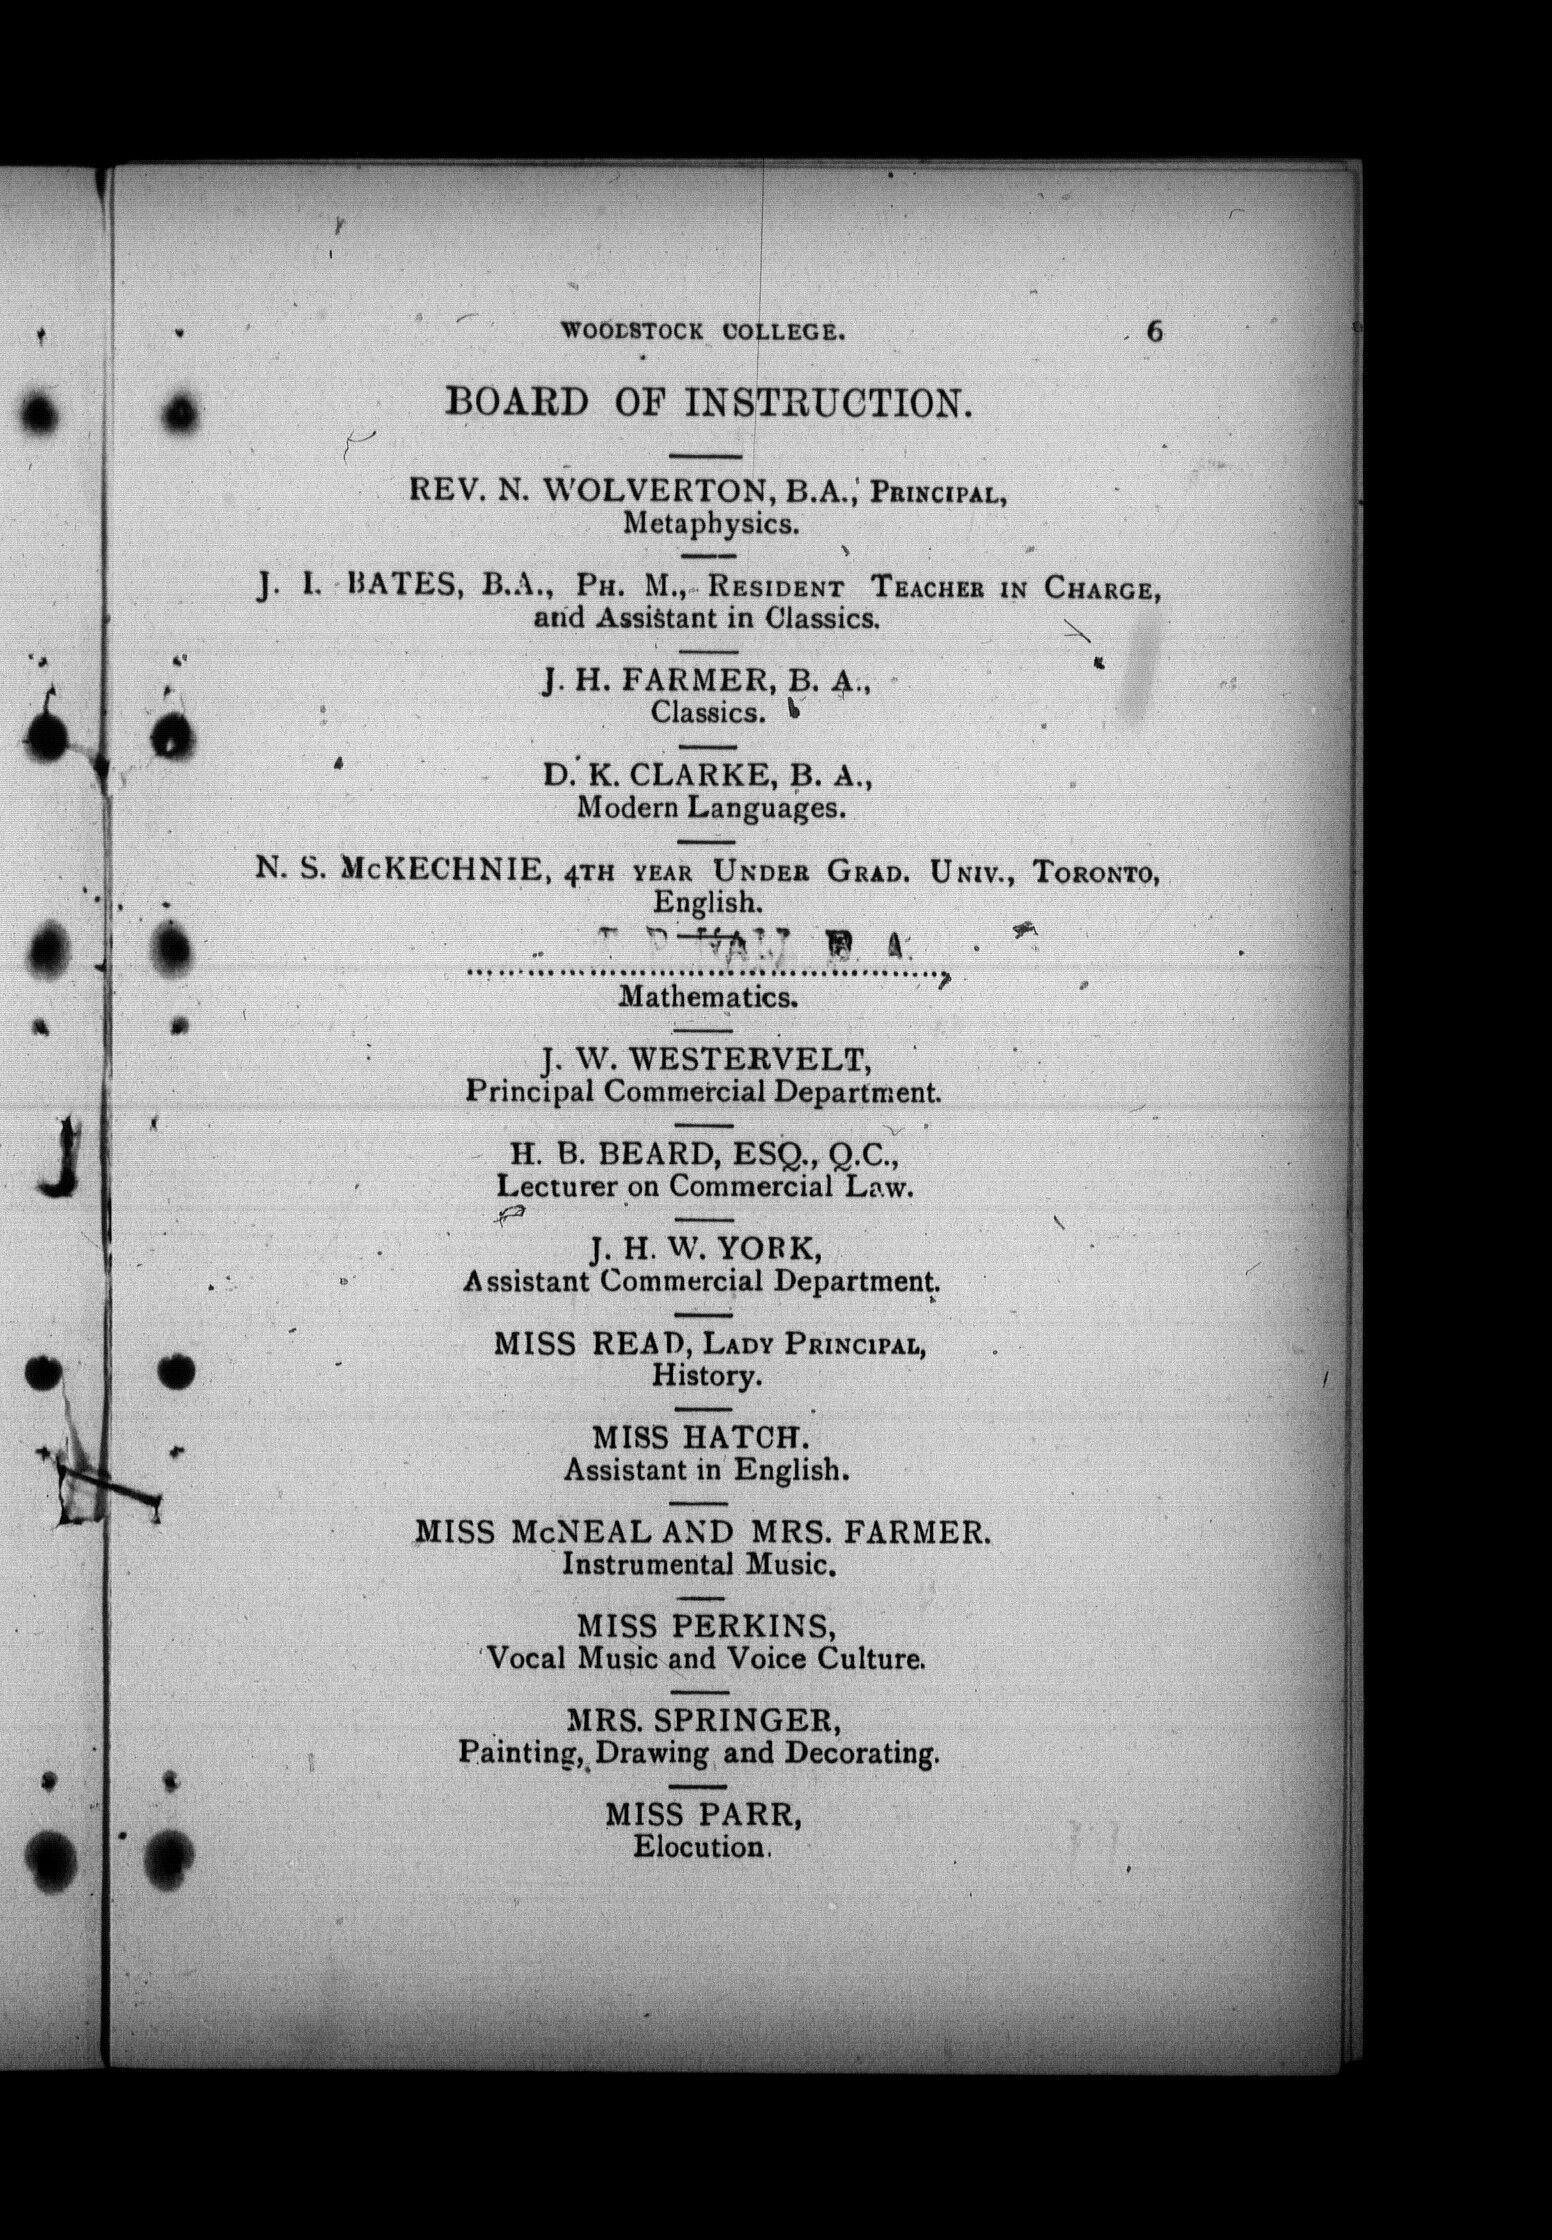 WOODSTOCK COLLEGE. 6
BOARD OF INSTRUCTION.
REV. N. WOLVERTON, B.A., PRINCIPAL,
Metaphysics.
J. I. BATES, B.A., PH. M., RESIDENT TEACHER IN CHARGE,
and Assistant in Classics.
J. H. FARMER, B. A.,
Classics.
D. K. CLARKE, B. A.,
Modern Languages.
N. S. McKECHNIE, 4TH YEAR UNDER GRAD. UNIV., TORONTO,
English.
B. A.
........................................,
Mathematics.
J. W. WESTERVELT,
Principal Commercial Department.
H. B. BEARD, ESQ., Q.C.,
Lecturer on Commercial Law.
J. H. W. YORK,
Assistant Commercial Department.
MISS READ, LADY PRINCIPAL,
History.
MISS HATCH.
Assistant in English.
MISS McNEAL AND MRS. FARMER.
Instrumental Music.
MISS PERKINS,
Vocal Music and Voice Culture.
MRS. SPRINGER,
Painting, Drawing and Decorating.
MISS PARR,
Elocution.